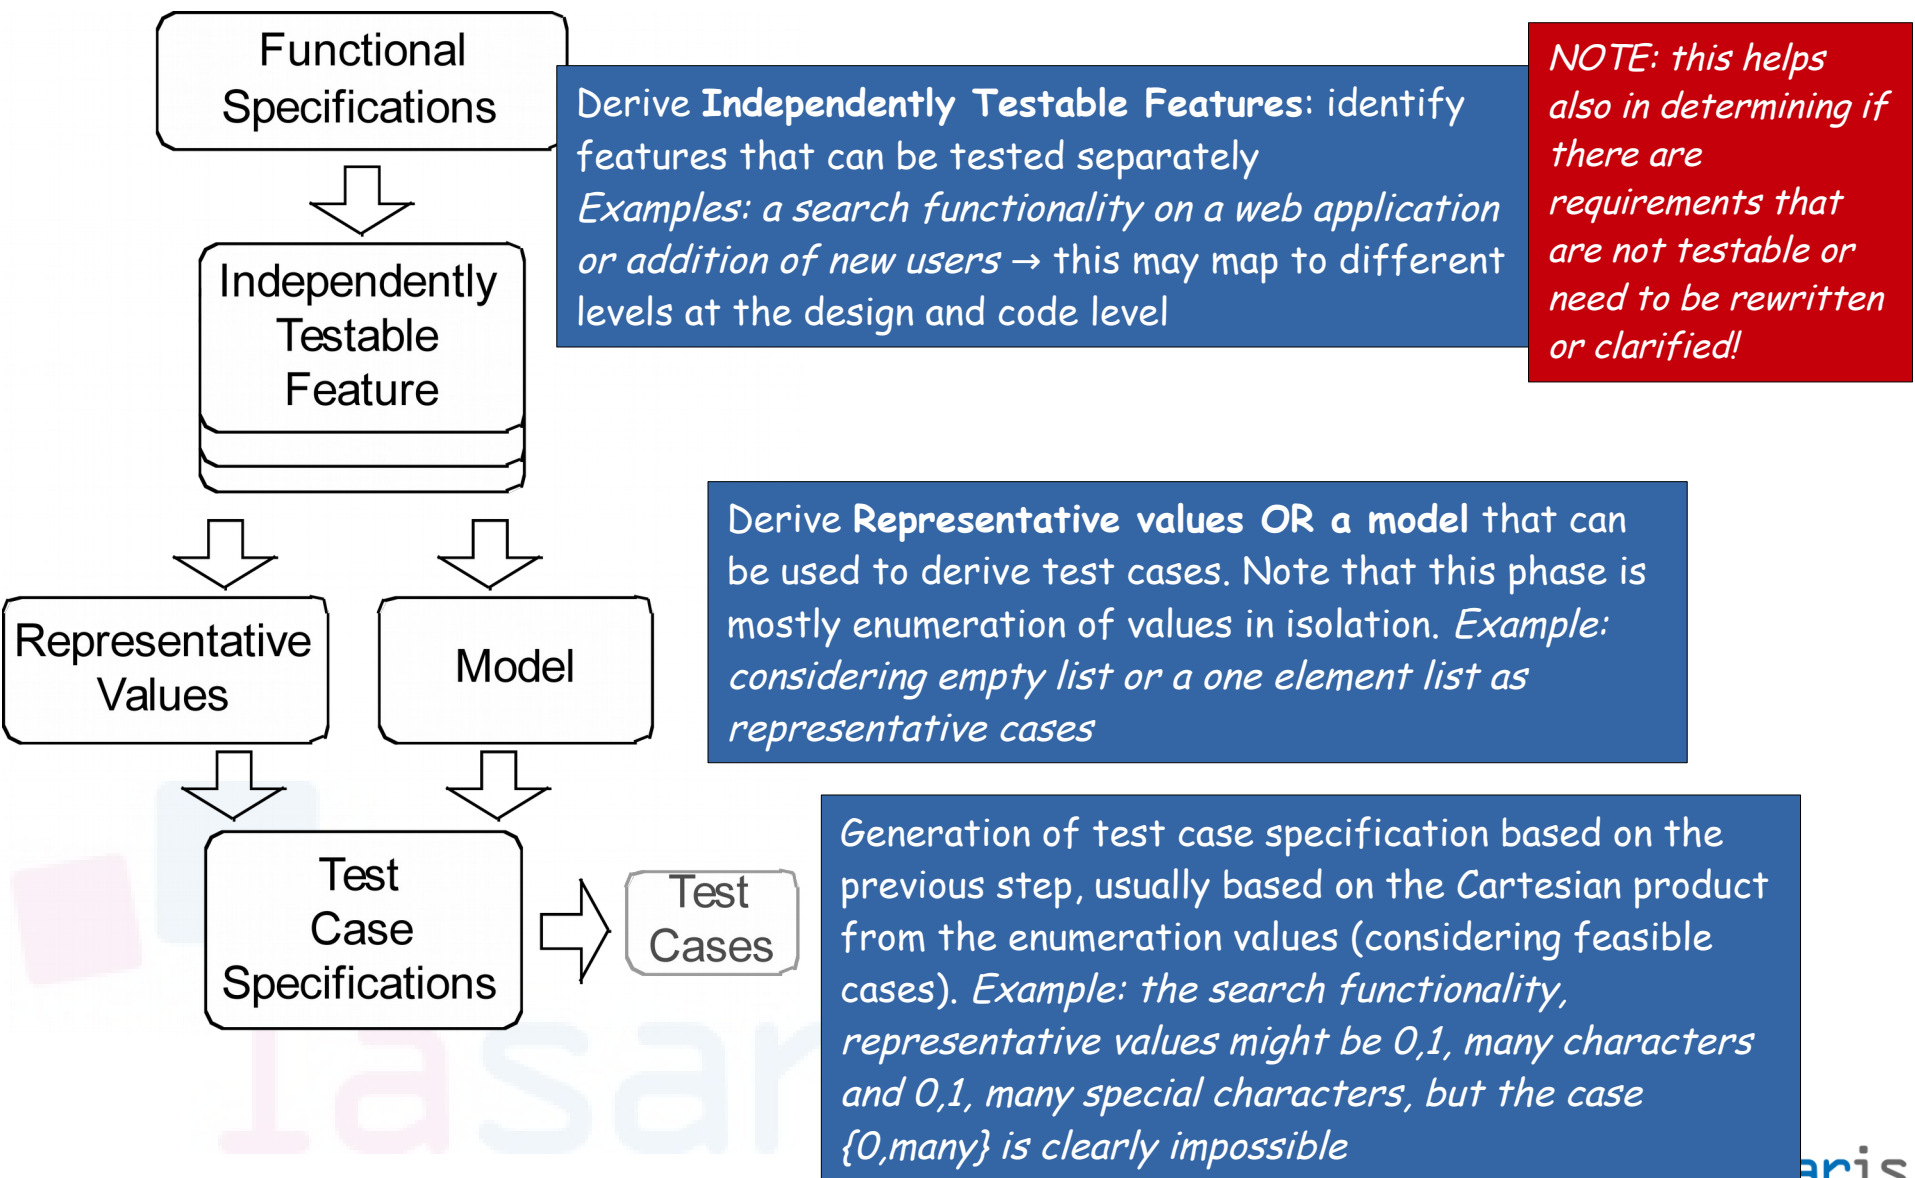 Functional
Specifications
Derive Independently Testable Features: identify
features that can be tested separately
Examples: a search functionality on a web application
or addition of new users → this may map to different
levels at the design and code level
NOTE: this helps
also in determining if
there are
requirements that
are not testable or
need to be rewritten
or clarified!
Independently
Testable
Feature
Derive Representative values OR a model that can
be used to derive test cases. Note that this phase is
mostly enumeration of values in isolation. Example:
considering empty list or a one element list as
representative cases
Representative
Values
Model
Generation of test case specification based on the
previous step, usually based on the Cartesian product
from the enumeration values (considering feasible
cases). Example: the search functionality,
representative values might be 0,1, many characters
and 0,1, many special characters, but the case
{0,many} is clearly impossible
Test
Case
Specifications
Test
Cases